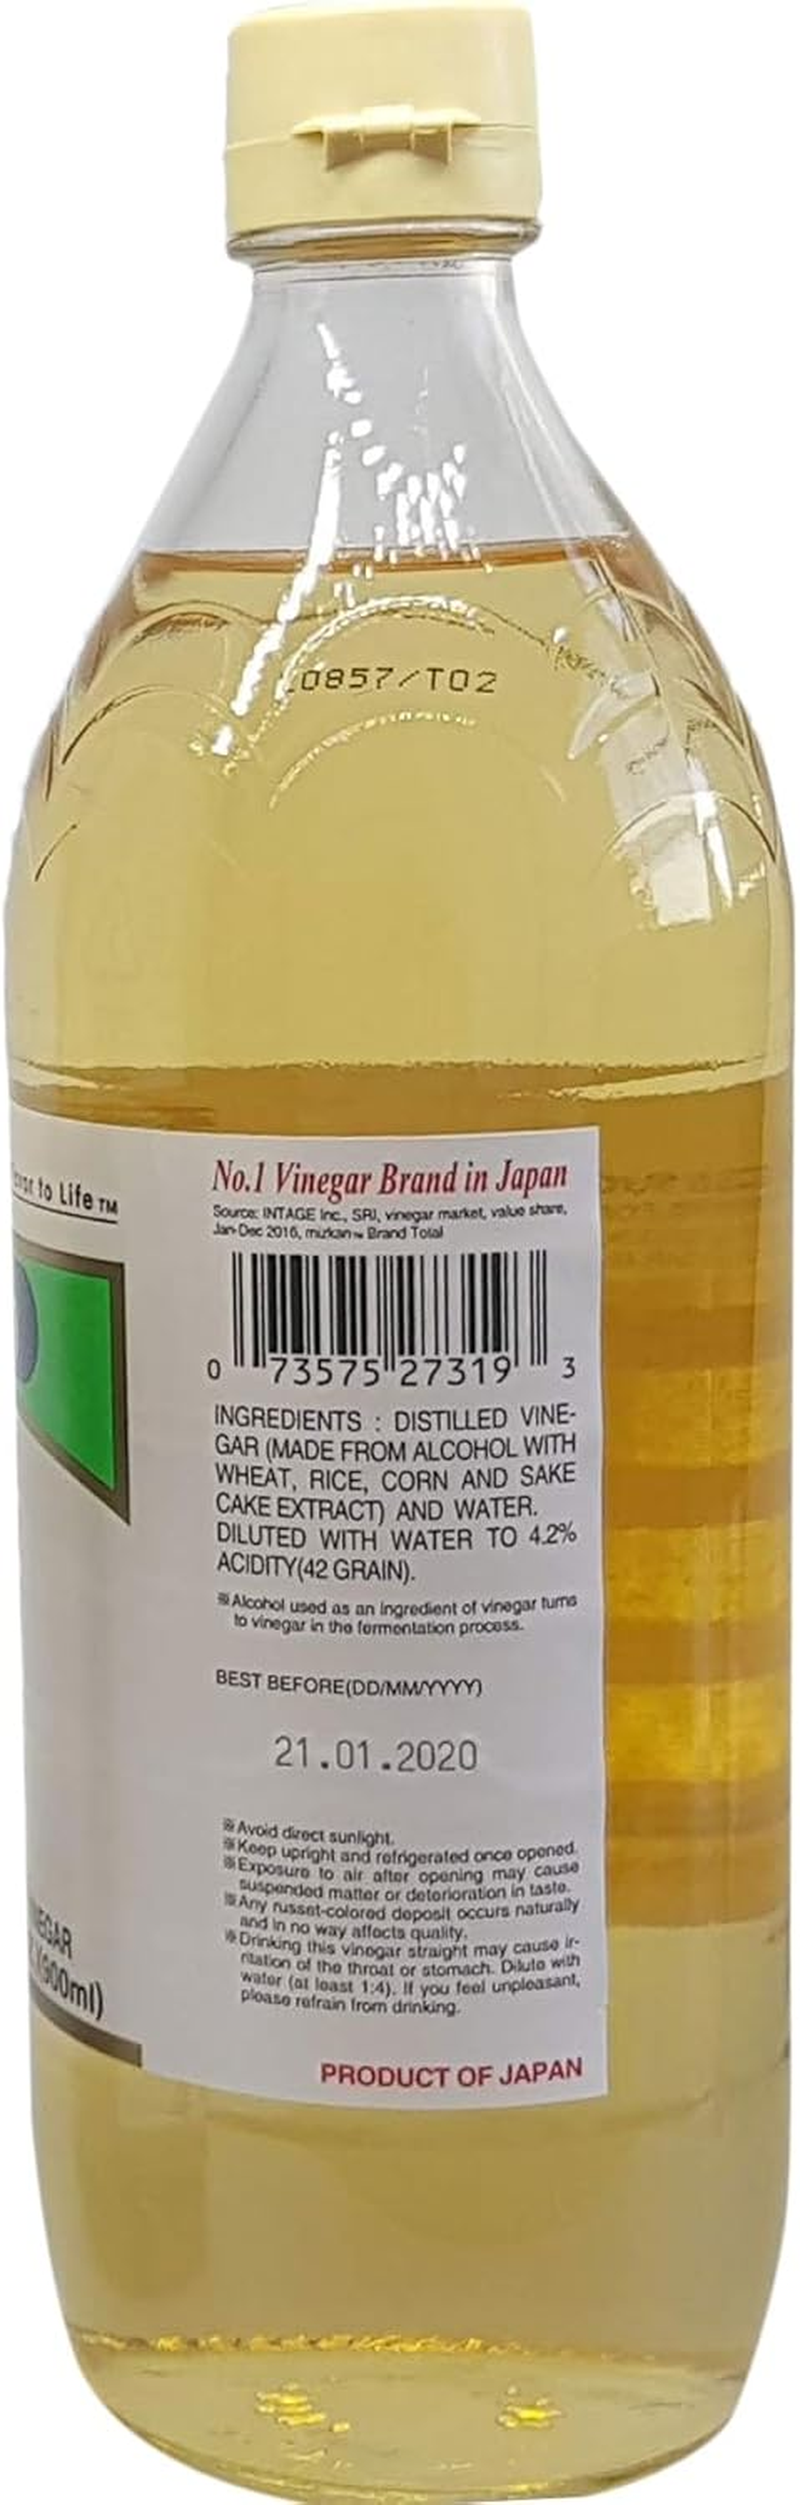 0857/T02
to Life™
No.1 Vinegar Brand in Japan
Source: INTAGE Inc., SRI, vinegar market, value share,
Jan-Dec 2016, mizkan™ Brand Total
0 73575 27319 3
INGREDIENTS : DISTILLED VINE-
GAR (MADE FROM ALCOHOL WITH
WHEAT, RICE, CORN AND SAKE
CAKE EXTRACT) AND WATER.
DILUTED WITH WATER TO 4.2%
ACIDITY(42 GRAIN).
※Alcohol used as an ingredient of vinegar turns
to vinegar in the fermentation process.
BEST BEFORE(DD/MM/YYYY)
21.01.2020
※Avoid direct sunlight.
※Keep upright and refrigerated once opened.
※Exposure to air after opening may cause
suspended matter or deterioration in taste.
※Any russet-colored deposit occurs naturally
and in no way affects quality.
※Drinking this vinegar straight may cause ir-
ritation of the throat or stomach. Dilute with
water (at least 1:4). If you feel unpleasant,
please refrain from drinking.
(900ml)
PRODUCT OF JAPAN